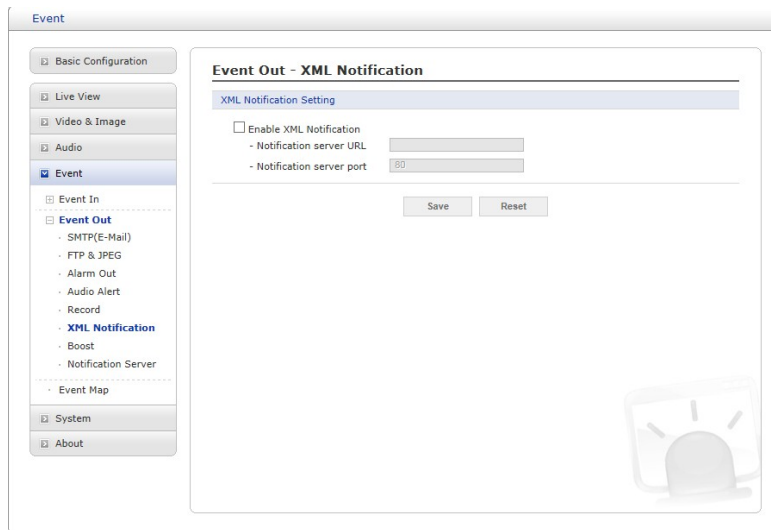 Event
Basic Configuration
Live View
Video & Image
Audio
Event
Event In
Event Out
SMTP(E-Mail)
FTP & JPEG
Alarm Out
Audio Alert
Record
XML Notification
Boost
Notification Server
Event Map
System
About
Event Out - XML Notification
XML Notification Setting
Enable XML Notification
- Notification server URL
- Notification server port 80
Save Reset